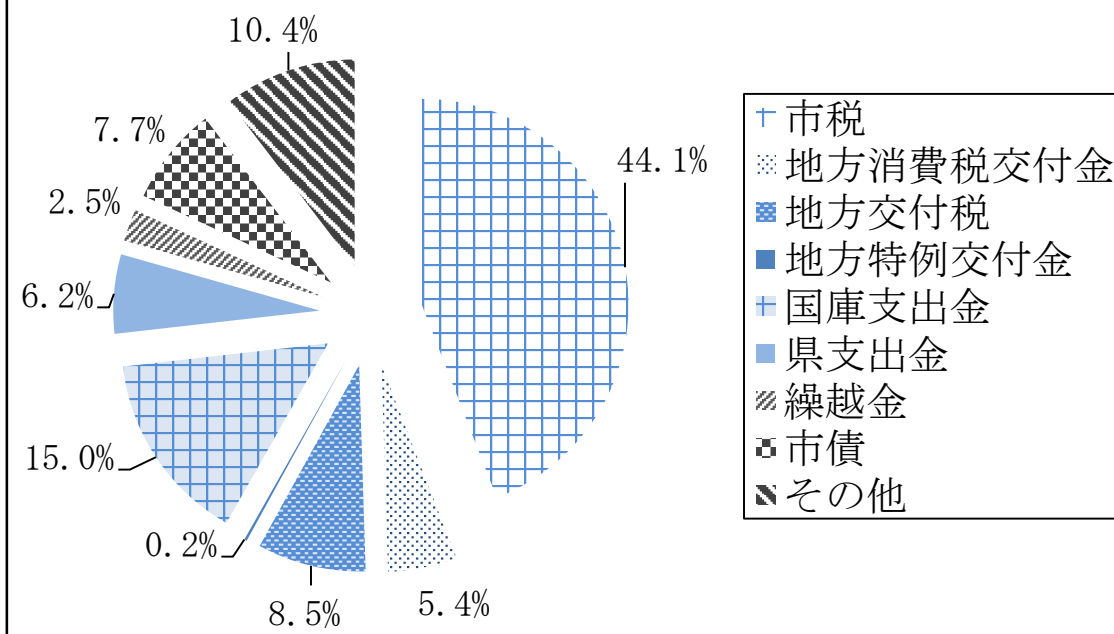 10.4%
7.7%
2.5%
6.2%
15.0%
0.2%
8.5%
5.4%
44.1%
市税
地方消費税交付金
地方交付税
地方特例交付金
国庫支出金
県支出金
繰越金
市債
その他